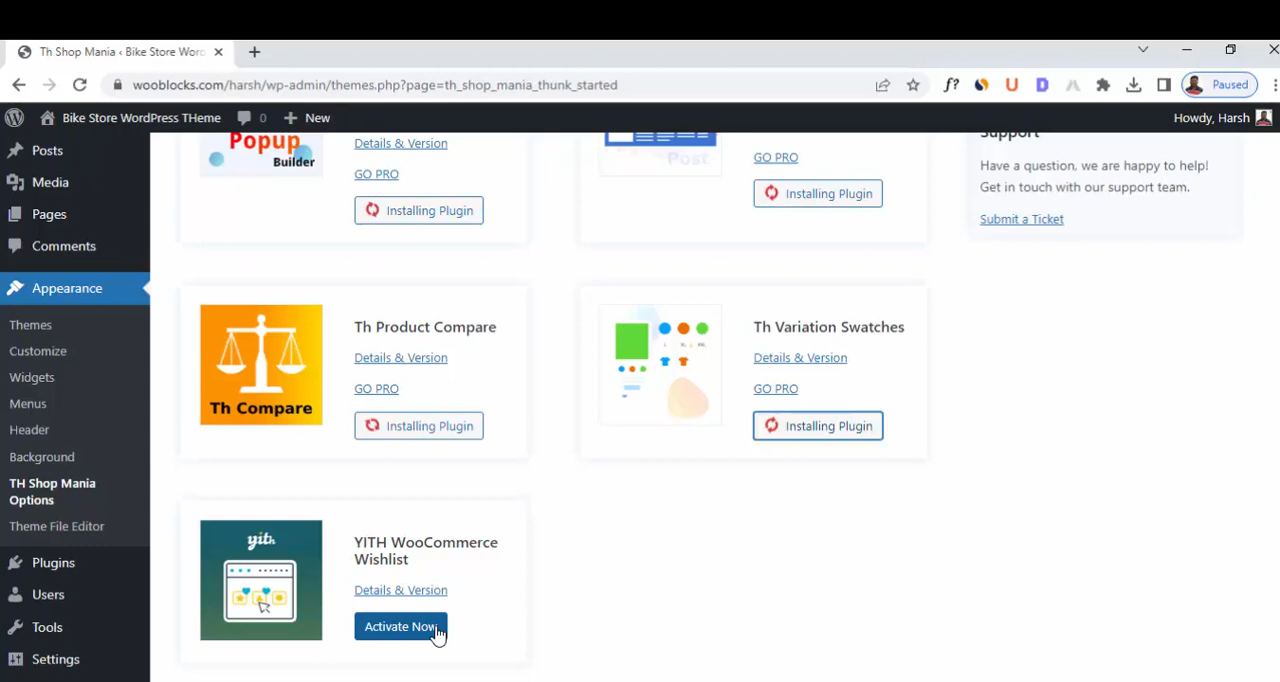 Th Shop Mania ‹ Bike Store Wor
wooblocks.com/harsh/wp-admin/themes.php?page=th_shop_mania_thunk_started
f?
U
D
Paused
Bike Store WordPress THeme
0
New
Howdy, Harsh
Posts
Media
Pages
Comments
Appearance
Themes
Customize
Widgets
Menus
Header
Background
TH Shop Mania
Options
Theme File Editor
Plugins
Users
Tools
Settings
Popup
Builder
Details & Version
GO PRO
Installing Plugin
Post
GO PRO
Installing Plugin
Support
Have a question, we are happy to help!
Get in touch with our support team.
Submit a Ticket
Th Compare
Th Product Compare
Details & Version
GO PRO
Installing Plugin
Th Variation Swatches
Details & Version
GO PRO
Installing Plugin
yith
YITH WooCommerce
Wishlist
Details & Version
Activate Now